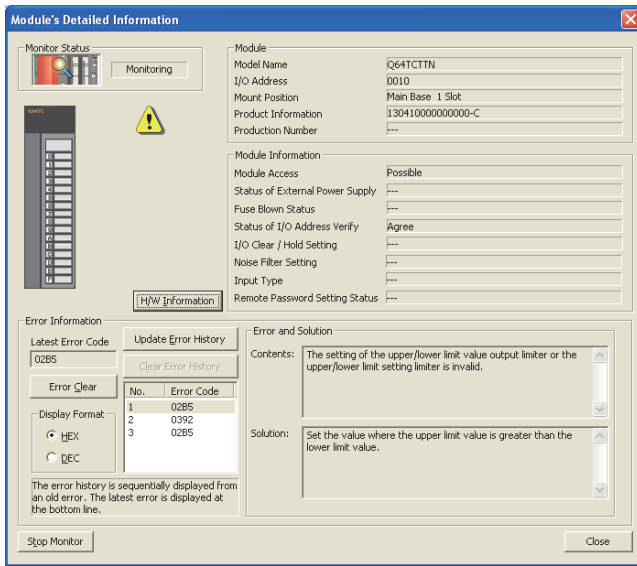 Module's Detailed Information
Monitor Status
Monitoring
Module
Model Name Q64TCTTN
I/O Address 0010
Mount Position Main Base 1 Slot
Product Information 130410000000000-C
Production Number ---
Module Information
Module Access Possible
Status of External Power Supply ---
Fuse Blown Status ---
Status of I/O Address Verify Agree
I/O Clear / Hold Setting ---
Noise Filter Setting ---
Input Type ---
Remote Password Setting Status ---
H/W Information
Error Information
Latest Error Code
02B5
Error Clear
Display Format
HEX
DEC
Update Error History
Clear Error History
No. Error Code
1 02B5
2 0392
3 02B5
The error history is sequentially displayed from
an old error. The latest error is displayed at
the bottom line.
Error and Solution
Contents: The setting of the upper/lower limit value output limiter or the
upper/lower limit setting limiter is invalid.
Solution: Set the value where the upper limit value is greater than the
lower limit value.
Stop Monitor
Close